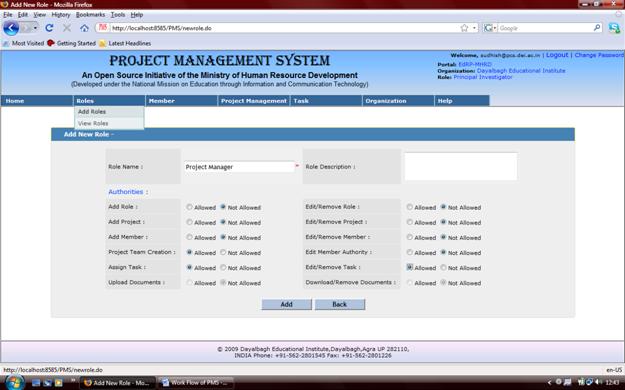 Add New Role - Mozilla Firefox
File Edit View History Bookmarks Tools Help
http://localhost:8585/PMS/newrole.do
Google
Most Visited Getting Started Latest Headlines
PROJECT MANAGEMENT SYSTEM
An Open Source Initiative of the Ministry of Human Resource Development
(Developed under the National Mission on Education through Information and Communication Technology)
Welcome, sudhish@pcs.dei.ac.in | Logout | Change Password
Portal: EdRP-MHRD
Organization: Dayalbagh Educational Institute
Role: Principal Investigator
Home Roles Member Project Management Task Organization Help
Add Roles
View Roles
Add New Role -
Role Name : Project Manager * Role Description :
Authorities :
Add Role : Allowed Not Allowed Edit/Remove Role : Allowed Not Allowed
Add Project : Allowed Not Allowed Edit/Remove Project : Allowed Not Allowed
Add Member : Allowed Not Allowed Edit/Remove Member : Allowed Not Allowed
Project Team Creation : Allowed Not Allowed Edit Member Authority : Allowed Not Allowed
Assign Task : Allowed Not Allowed Edit/Remove Task : Allowed Not Allowed
Upload Documents : Allowed Not Allowed Download/Remove Documents : Allowed Not Allowed
Add Back
© 2009 Dayalbagh Educational Institute,Dayalbagh,Agra UP 282110,
INDIA Phone: +91-562-2801545 Fax: +91-562-2801226
http://localhost:8585/PMS/newrole.do
en-US
Add New Role - Mo... Work Flow of PMS -... 12:43